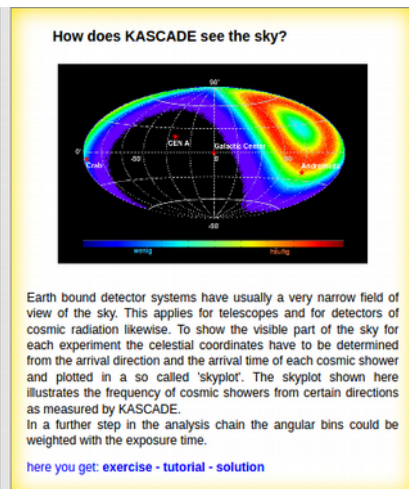 How does KASCADE see the sky?
90°
CEN A
Galactic Center
0°
-90
0
90
Crab
Andromeda
-90
wenig
häufig
Earth bound detector systems have usually a very narrow field of
view of the sky. This applies for telescopes and for detectors of
cosmic radiation likewise. To show the visible part of the sky for
each experiment the celestial coordinates have to be determined
from the arrival direction and the arrival time of each cosmic shower
and plotted in a so called 'skyplot'. The skyplot shown here
illustrates the frequency of cosmic showers from certain directions
as measured by KASCADE.
In a further step in the analysis chain the angular bins could be
weighted with the exposure time.
here you get: exercise - tutorial - solution